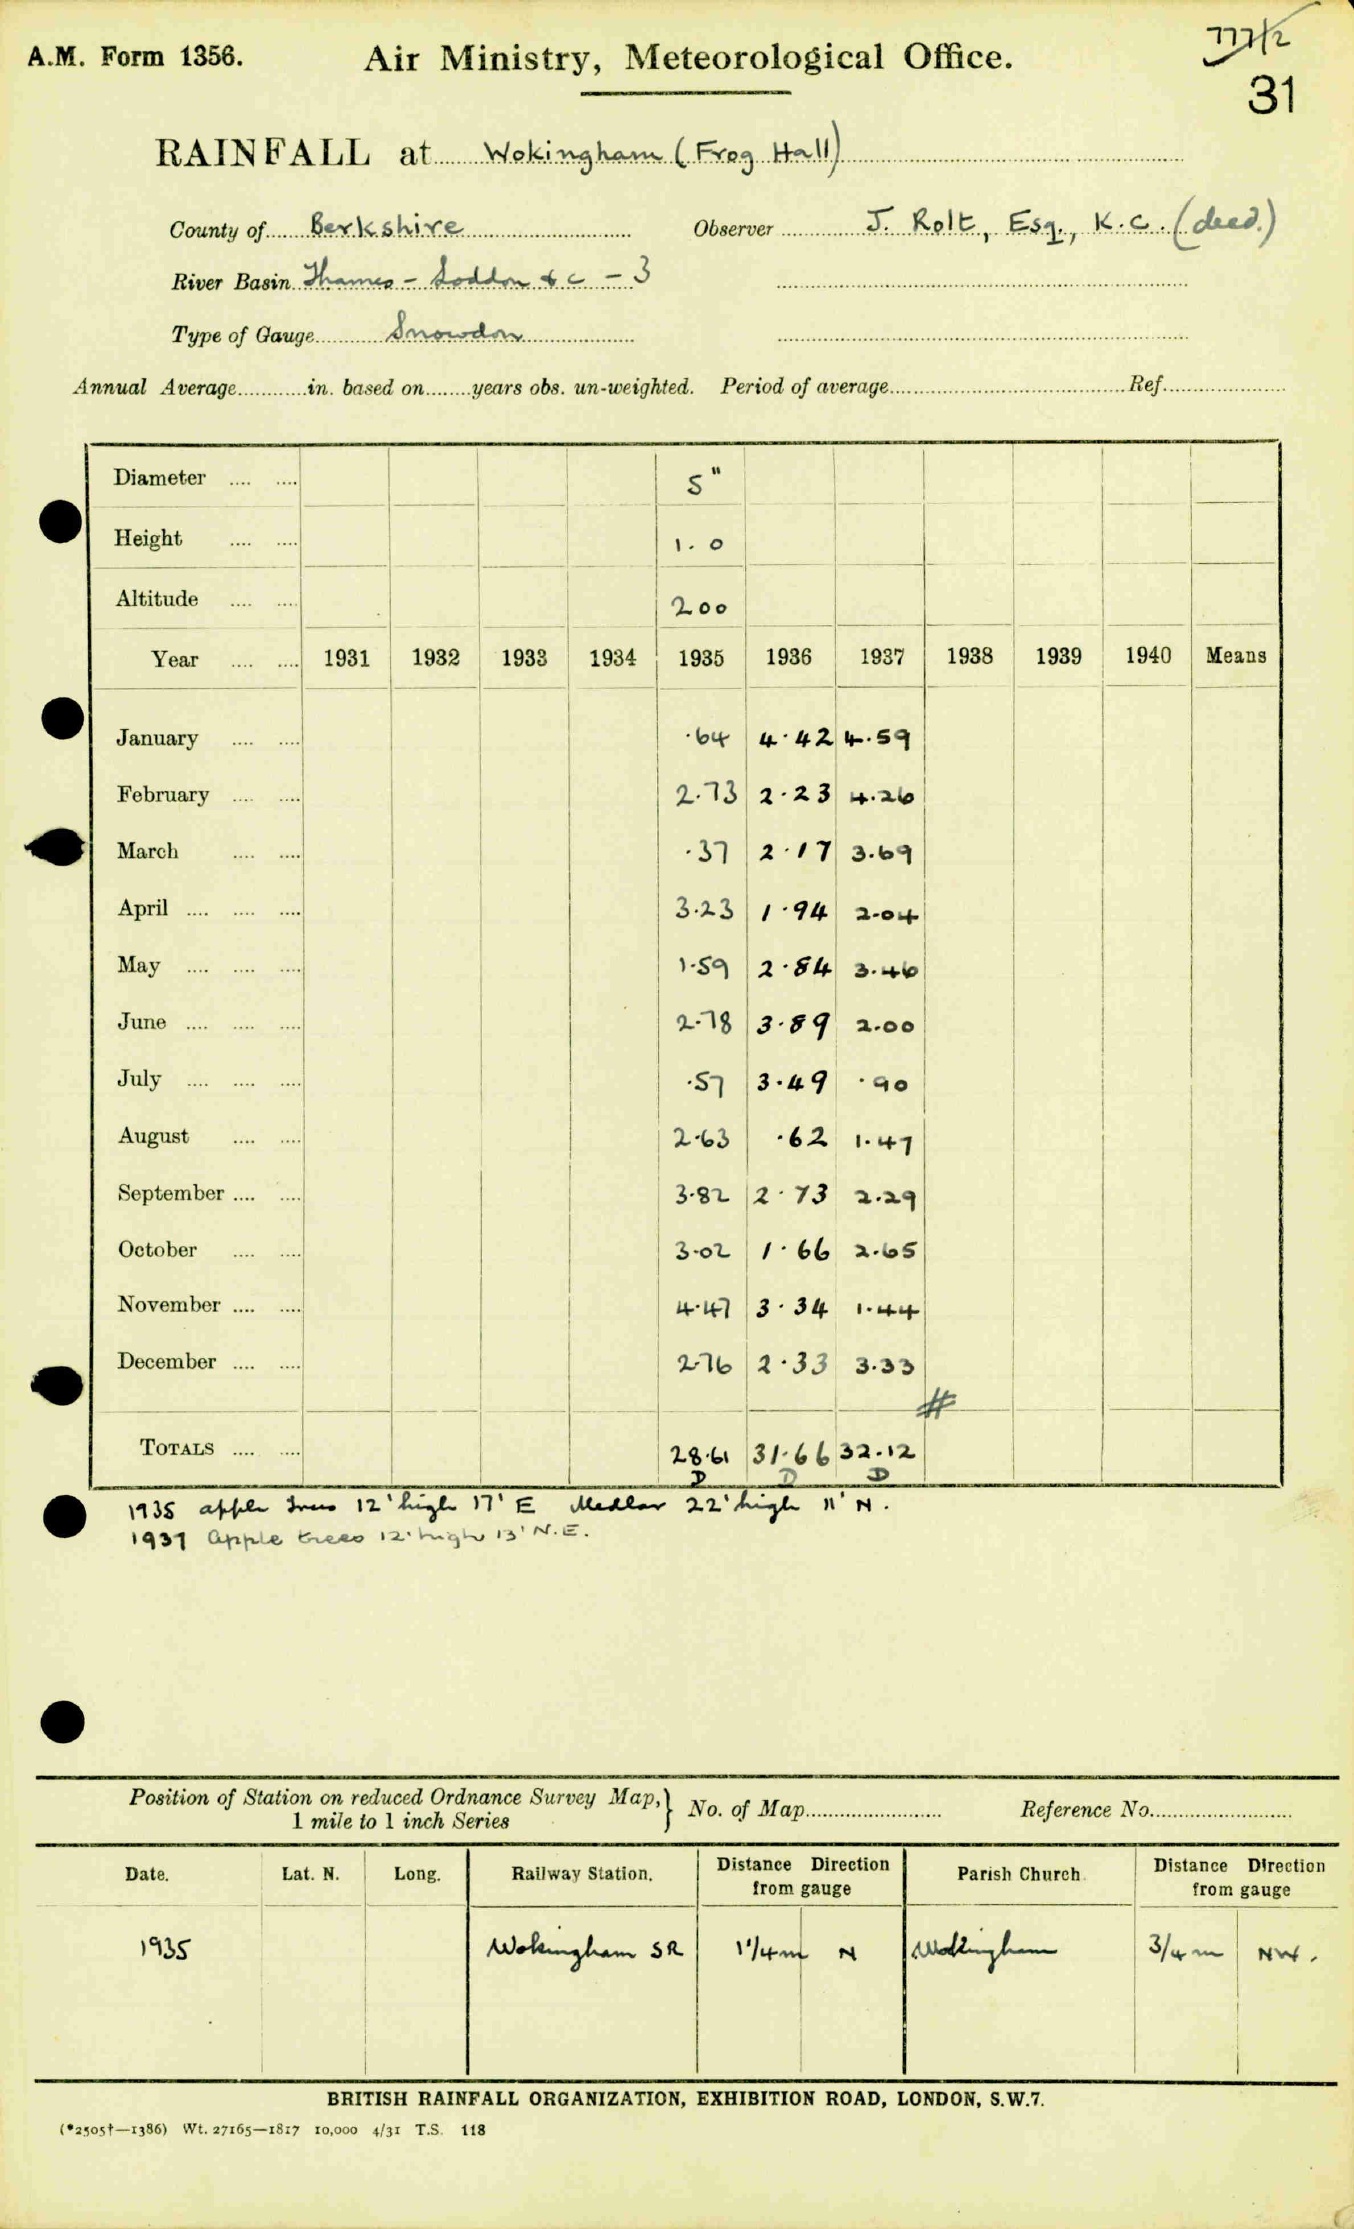 A.M. Form 1356.
Air Ministry, Meteorological Office.
777/2
31
RAINFALL at Wokingham (Frog Hall)
County of Berkshire Observer J. Rolt, Esq., K.C. (decd.)
River Basin Thames - Loddon &c - 3
Type of Gauge Snowdon
Annual Average in. based on years obs. un-weighted. Period of average Ref.
Diameter 5"
Height 1.0
Altitude 200
Year 1931 1932 1933 1934 1935 1936 1937 1938 1939 1940 Means
January .64 4.42 4.59
February 2.73 2.23 4.26
March .37 2.17 3.69
April 3.23 1.94 2.04
May 1.59 2.84 3.46
June 2.78 3.89 2.00
July .57 3.49 .90
August 2.63 .62 1.47
September 3.82 2.73 2.29
October 3.02 1.66 2.65
November 4.47 3.34 1.44
December 2.76 2.33 3.33
#
TOTALS 28.61 31.66 32.12
D D D
1935 apple trees 12' high 17' E Medlar 22' high 11' N.
1937 Apple trees 12' high 13' N.E.
Position of Station on reduced Ordnance Survey Map, 1 mile to 1 inch Series } No. of Map Reference No.
Date. Lat. N. Long. Railway Station. Distance Direction from gauge Parish Church Distance Direction from gauge
1935 Wokingham SR 1 1/4 m N Wokingham 3/4 m NW.
BRITISH RAINFALL ORGANIZATION, EXHIBITION ROAD, LONDON, S.W.7.
(*2505†—1386) Wt. 27165—1817 10,000 4/31 T.S. 118